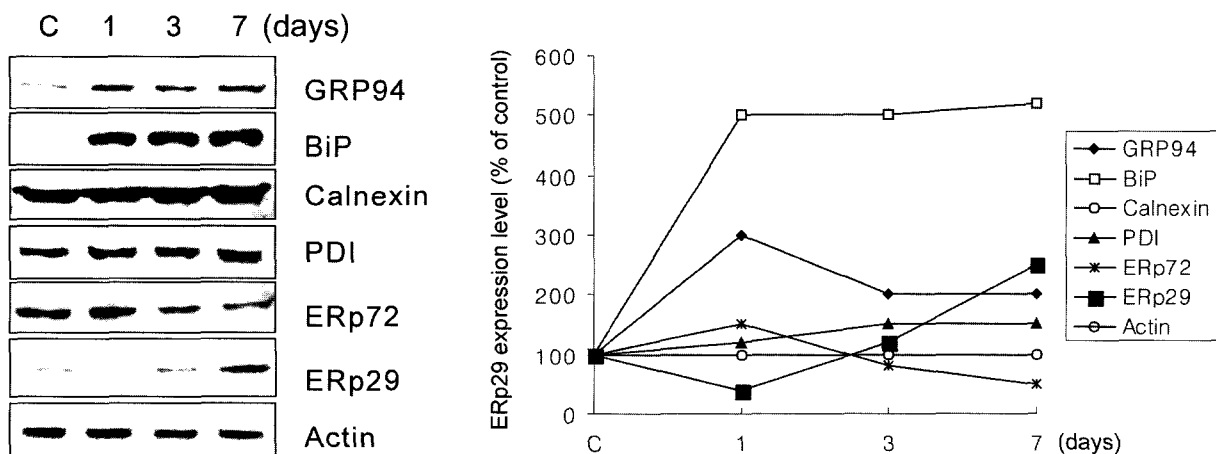 C 1 3 7 (days)
GRP94
BiP
Calnexin
PDI
ERp72
ERp29
Actin
ERp29 expression level (% of control)
600
500
400
300
200
100
0
C 1 3 7 (days)
GRP94
BiP
Calnexin
PDI
ERp72
ERp29
Actin